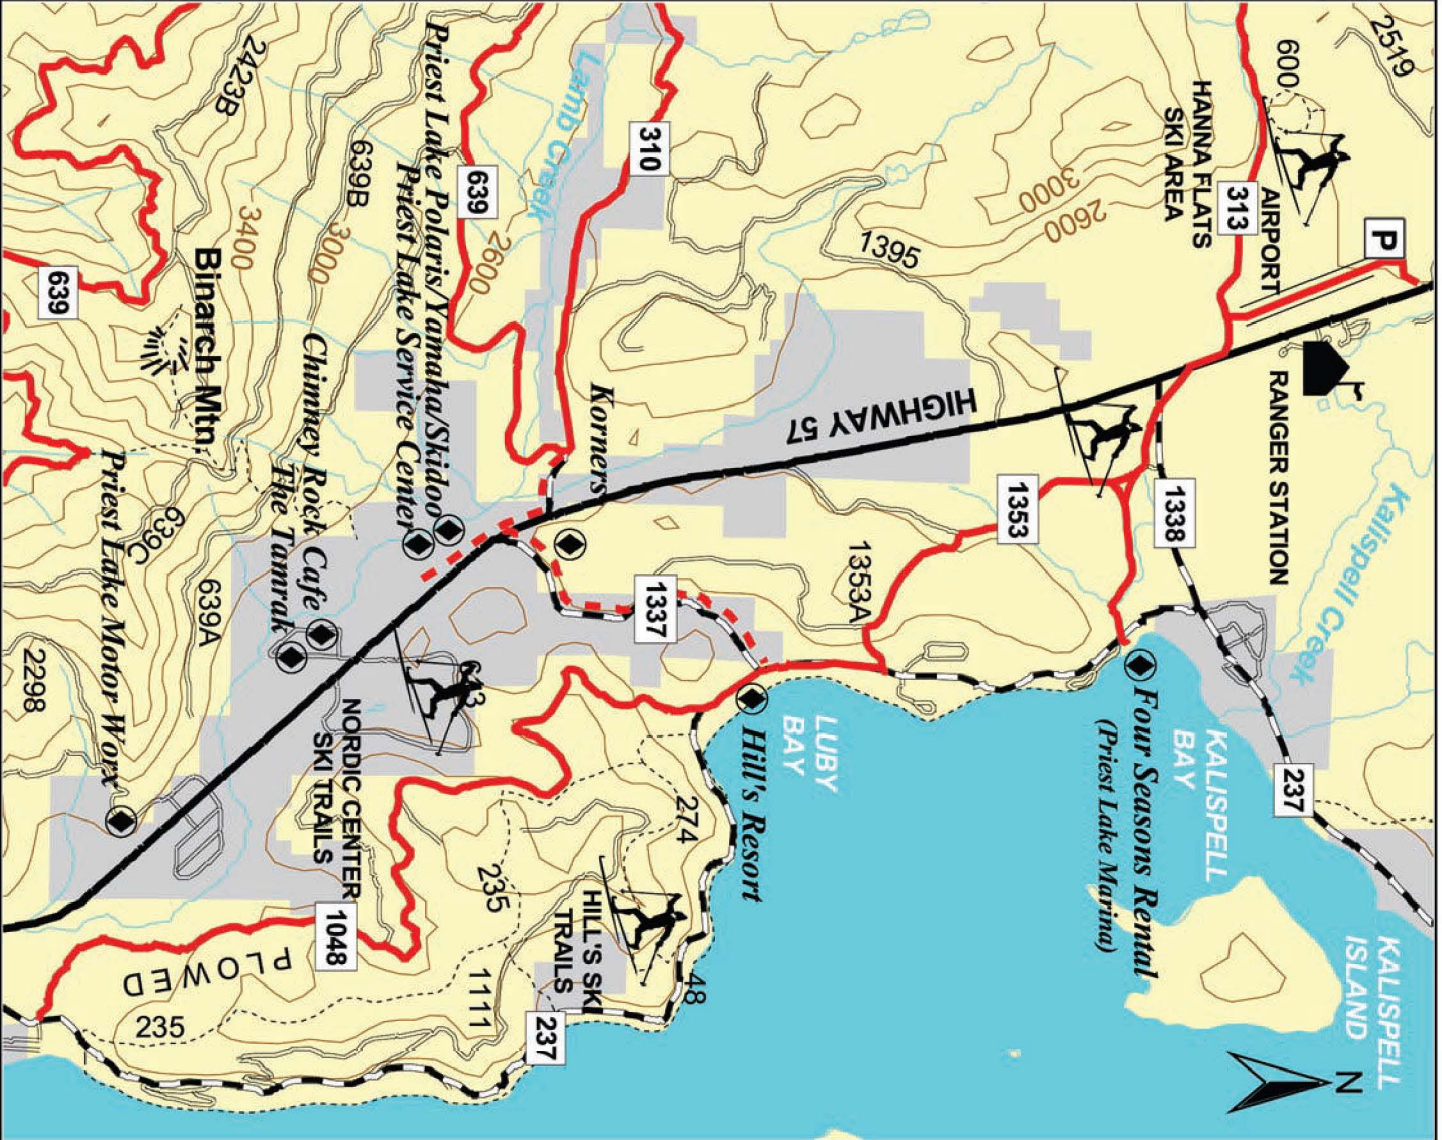 2519
600
HANNA FLATS
SKI AREA
AIRPORT
313
P
RANGER STATION
Kalispell Creek
1338
KALISPELL
BAY
237
KALISPELL
ISLAND
N
Four Seasons Rental
(Priest Lake Marina)
3000
2600
1395
HIGHWAY 57
1353
1353A
LUBY
BAY
Hill's Resort
310
Lamb Creek
639
2600
Korners
1337
Priest Lake Polaris/Yamaha/Skidoo
Priest Lake Service Center
2423B
639B
3400
3000
Binarch Mtn.
639
Chimney Rock Cafe
The Tamrak
639C
639A
Priest Lake Motor Worx
2298
NORDIC CENTER
SKI TRAILS
274
235
HILL'S SKI
TRAILS
48
1048
PLOWED
1111
235
237